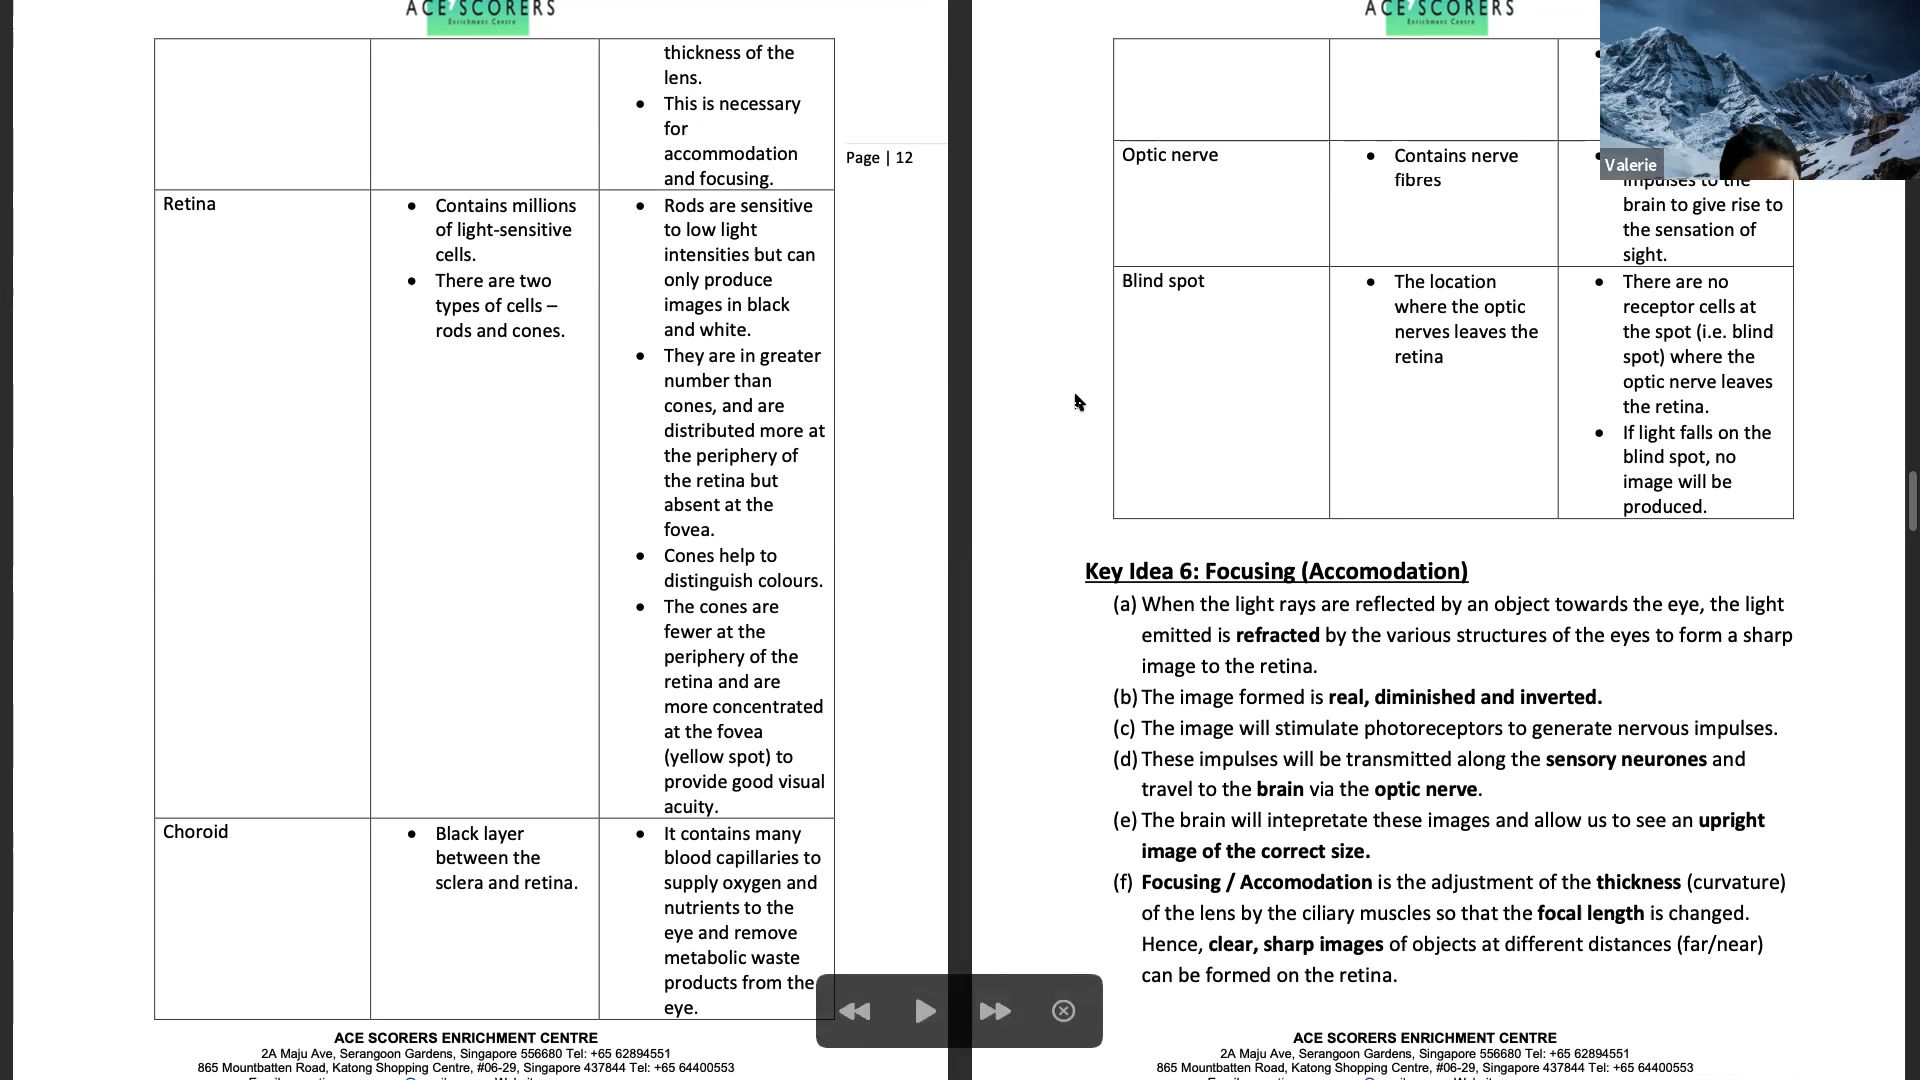 ACE SCORERS
Enrichment Centre
thickness of the
lens.
• This is necessary
for
accommodation
and focusing.
Page | 12
Retina
• Contains millions
of light-sensitive
cells.
• There are two
types of cells –
rods and cones.
• Rods are sensitive
to low light
intensities but can
only produce
images in black
and white.
• They are in greater
number than
cones, and are
distributed more at
the periphery of
the retina but
absent at the
fovea.
• Cones help to
distinguish colours.
• The cones are
fewer at the
periphery of the
retina and are
more concentrated
at the fovea
(yellow spot) to
provide good visual
acuity.
Choroid
• Black layer
between the
sclera and retina.
• It contains many
blood capillaries to
supply oxygen and
nutrients to the
eye and remove
metabolic waste
products from the
eye.
ACE SCORERS ENRICHMENT CENTRE
2A Maju Ave, Serangoon Gardens, Singapore 556680 Tel: +65 62894551
865 Mountbatten Road, Katong Shopping Centre, #06-29, Singapore 437844 Tel: +65 64400553
ACE SCORERS
Enrichment Centre
Valerie
Optic nerve
• Contains nerve
fibres
impulses to the
brain to give rise to
the sensation of
sight.
Blind spot
• The location
where the optic
nerves leaves the
retina
• There are no
receptor cells at
the spot (i.e. blind
spot) where the
optic nerve leaves
the retina.
• If light falls on the
blind spot, no
image will be
produced.
Key Idea 6: Focusing (Accomodation)
(a) When the light rays are reflected by an object towards the eye, the light
emitted is refracted by the various structures of the eyes to form a sharp
image to the retina.
(b) The image formed is real, diminished and inverted.
(c) The image will stimulate photoreceptors to generate nervous impulses.
(d) These impulses will be transmitted along the sensory neurones and
travel to the brain via the optic nerve.
(e) The brain will intepretate these images and allow us to see an upright
image of the correct size.
(f) Focusing / Accomodation is the adjustment of the thickness (curvature)
of the lens by the ciliary muscles so that the focal length is changed.
Hence, clear, sharp images of objects at different distances (far/near)
can be formed on the retina.
ACE SCORERS ENRICHMENT CENTRE
2A Maju Ave, Serangoon Gardens, Singapore 556680 Tel: +65 62894551
865 Mountbatten Road, Katong Shopping Centre, #06-29, Singapore 437844 Tel: +65 64400553